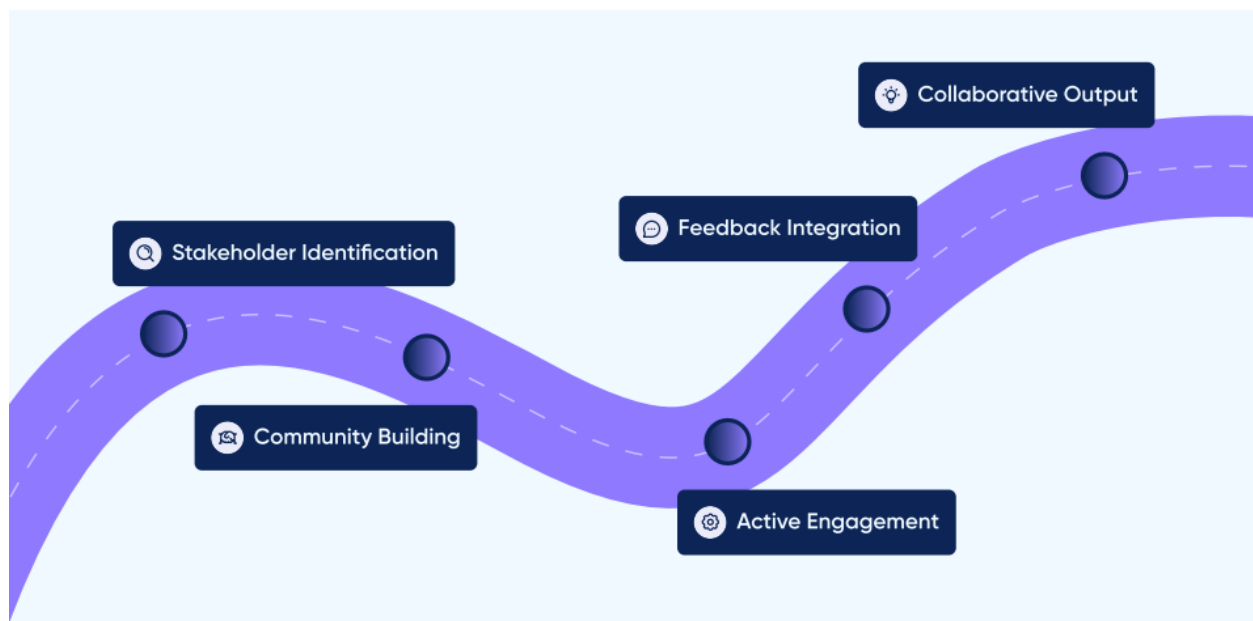 Stakeholder Identification
Community Building
Active Engagement
Feedback Integration
Collaborative Output